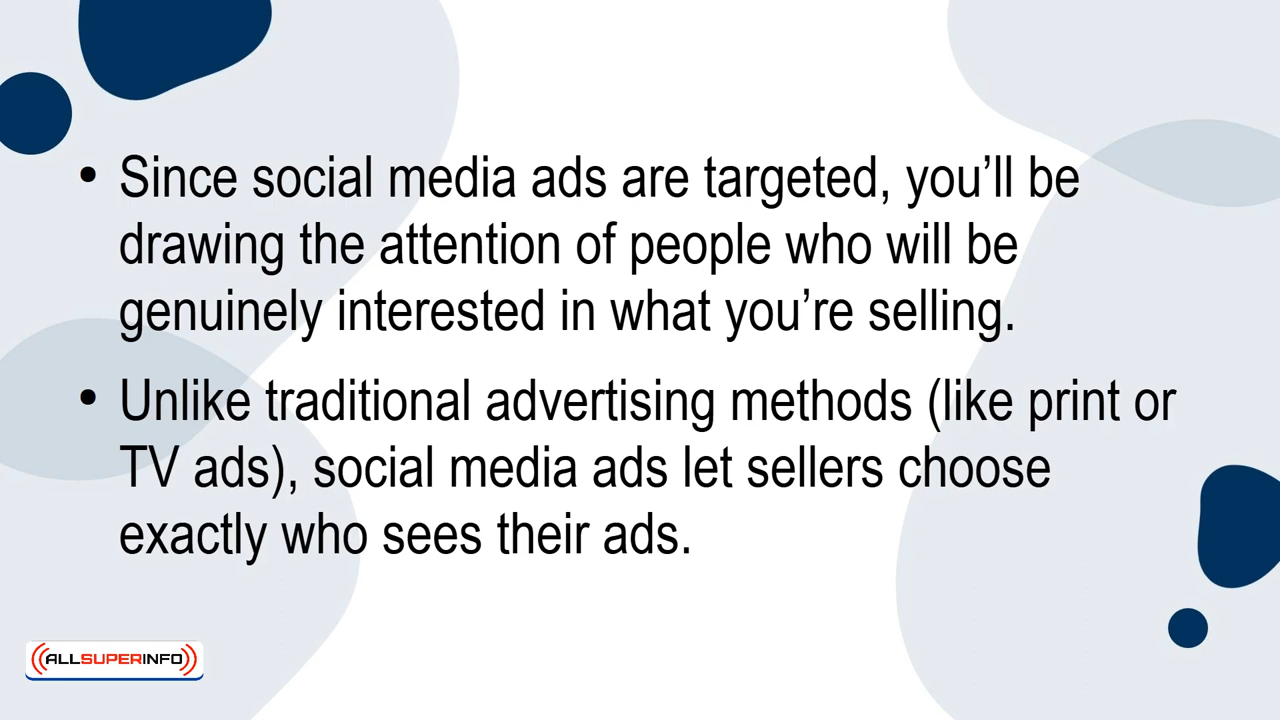 • Since social media ads are targeted, you’ll be
drawing the attention of people who will be
genuinely interested in what you’re selling.
• Unlike traditional advertising methods (like print or
TV ads), social media ads let sellers choose
exactly who sees their ads.
ALLSUPERINFO